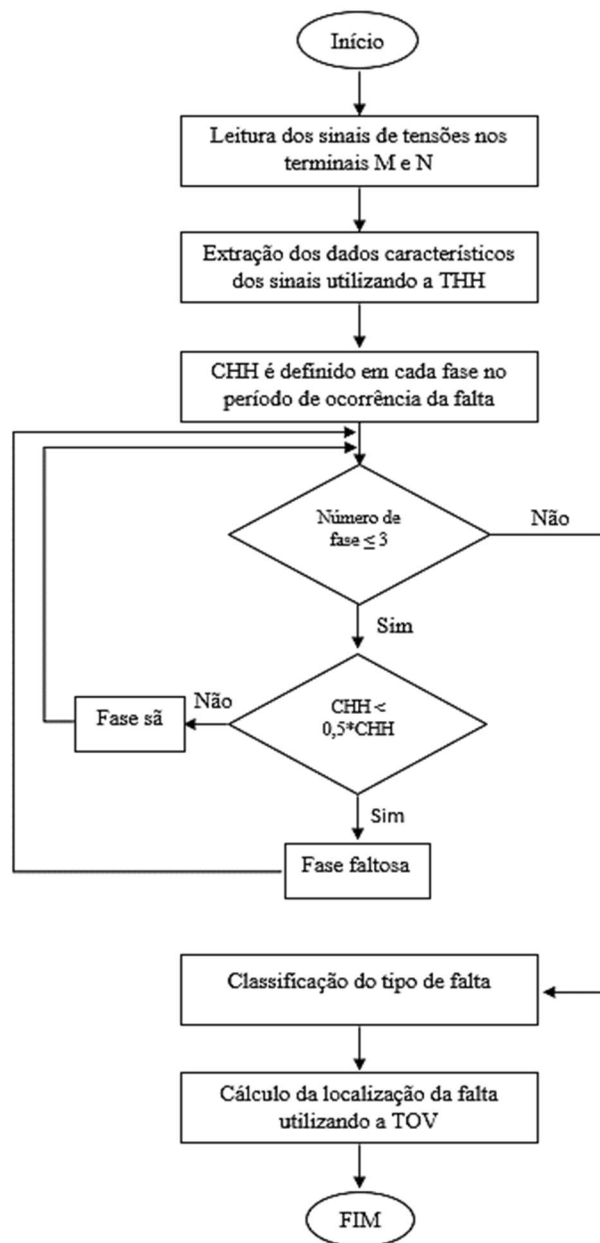 Início
Leitura dos sinais de tensões nos
terminais M e N
Extração dos dados característicos
dos sinais utilizando a THH
CHH é definido em cada fase no
período de ocorrência da falta
Número de
fase ≤ 3
Não
Sim
CHH <
0,5*CHH
Não
Fase sã
Sim
Fase faltosa
Classificação do tipo de falta
Cálculo da localização da falta
utilizando a TOV
FIM